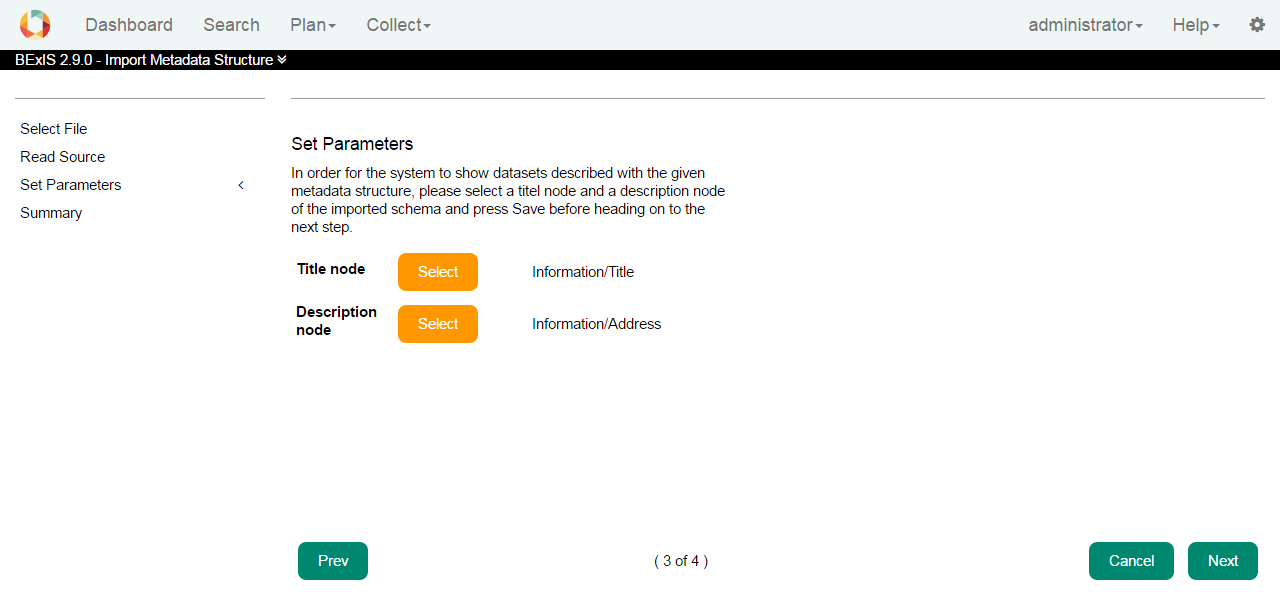 Dashboard Search Plan Collect administrator Help
BExIS 2.9.0 - Import Metadata Structure
Select File
Read Source
Set Parameters
Summary
Set Parameters
In order for the system to show datasets described with the given
metadata structure, please select a titel node and a description node
of the imported schema and press Save before heading on to the
next step.
Title node Select Information/Title
Description
node Select Information/Address
Prev ( 3 of 4 ) Cancel Next